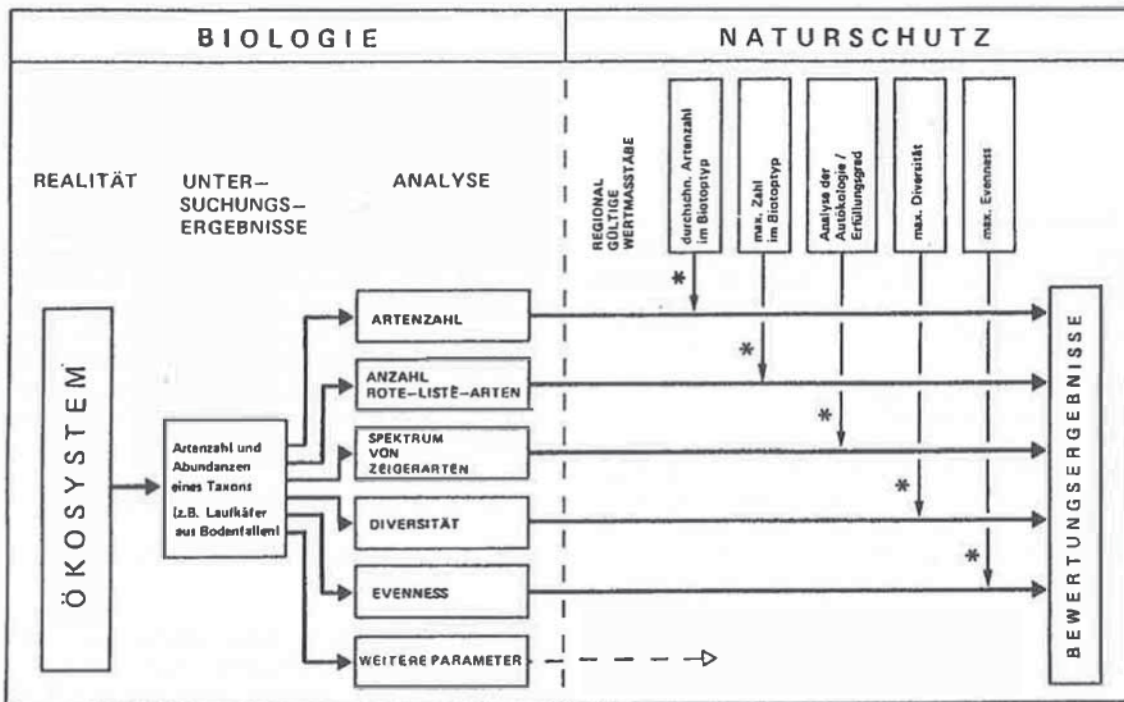 BIOLOGIE
NATURSCHUTZ
REALITÄT
UNTER-
SUCHUNGS-
ERGEBNISSE
ANALYSE
REGIONAL
GÜLTIGE
WERTMASSTÄBE
durchschn. Artenzahl
im Biotoptyp
max. Zahl
im Biotoptyp
Analyse der
Autökologie /
Erfüllungsgrad
max. Diversität
max. Evenness
*
*
*
*
*
ÖKOSYSTEM
Artenzahl und
Abundanzen
eines Taxons
(z.B. Laufkäfer
aus Bodenfallen)
ARTENZAHL
ANZAHL
ROTE-LISTE-ARTEN
SPEKTRUM
VON
ZEIGERARTEN
DIVERSITÄT
EVENNESS
WEITERE PARAMETER
BEWERTUNGSERGEBNISSE